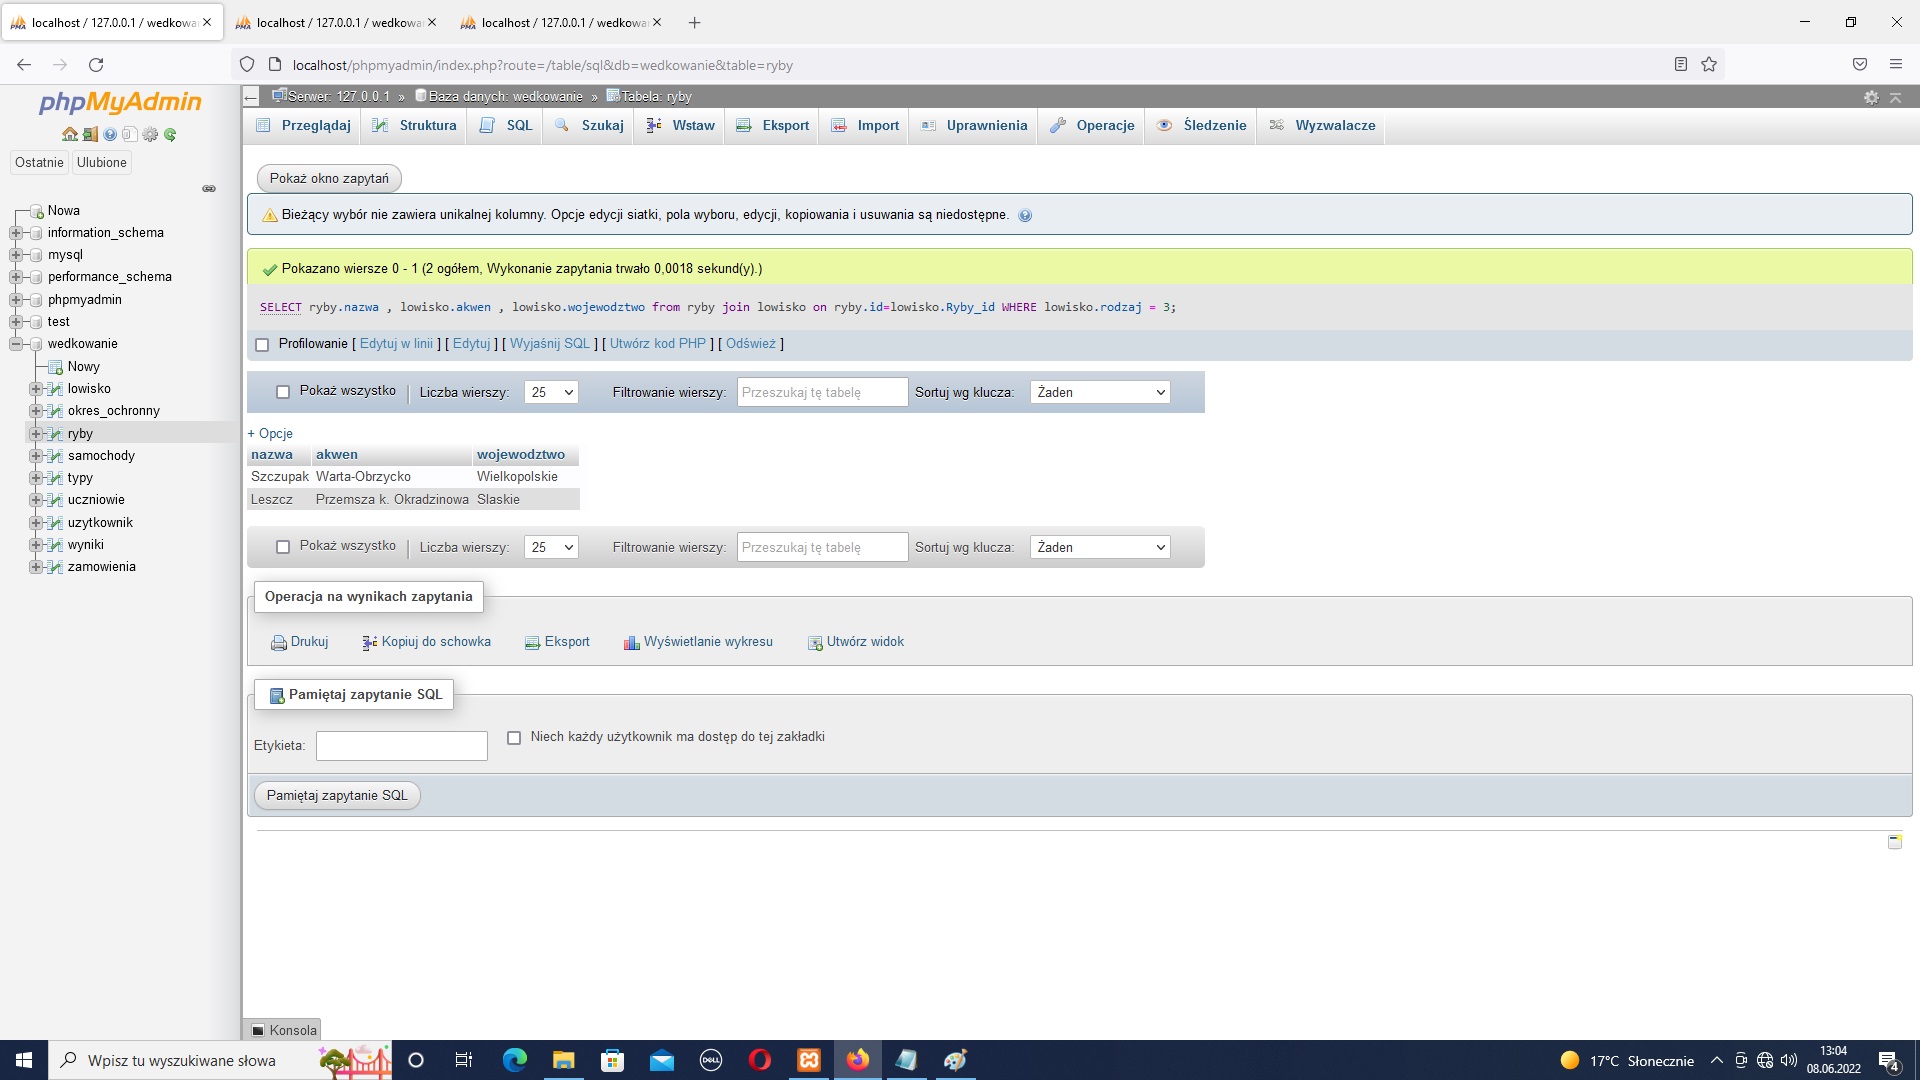 localhost / 127.0.0.1 / wedkowa
localhost / 127.0.0.1 / wedkowa
localhost / 127.0.0.1 / wedkowa
localhost/phpmyadmin/index.php?route=/table/sql&db=wedkowanie&table=ryby
phpMyAdmin
Ostatnie
Ulubione
Nowa
information_schema
mysql
performance_schema
phpmyadmin
test
wedkowanie
Nowy
lowisko
okres_ochronny
ryby
samochody
typy
uczniowie
uzytkownik
wyniki
zamowienia
Serwer: 127.0.0.1 » Baza danych: wedkowanie » Tabela: ryby
Przeglądaj Struktura SQL Szukaj Wstaw Eksport Import Uprawnienia Operacje Śledzenie Wyzwalacze
Pokaż okno zapytań
Bieżący wybór nie zawiera unikalnej kolumny. Opcje edycji siatki, pola wyboru, edycji, kopiowania i usuwania są niedostępne.
Pokazano wiersze 0 - 1 (2 ogółem, Wykonanie zapytania trwało 0,0018 sekund(y).)
SELECT ryby.nazwa , lowisko.akwen , lowisko.wojewodztwo from ryby join lowisko on ryby.id=lowisko.Ryby_id WHERE lowisko.rodzaj = 3;
Profilowanie [ Edytuj w linii ] [ Edytuj ] [ Wyjaśnij SQL ] [ Utwórz kod PHP ] [ Odśwież ]
Pokaż wszystko | Liczba wierszy: 25 Filtrowanie wierszy: Przeszukaj tę tabelę Sortuj wg klucza: Żaden
+ Opcje
nazwa akwen wojewodztwo
Szczupak Warta-Obrzycko Wielkopolskie
Leszcz Przemsza k. Okradzinowa Slaskie
Pokaż wszystko | Liczba wierszy: 25 Filtrowanie wierszy: Przeszukaj tę tabelę Sortuj wg klucza: Żaden
Operacja na wynikach zapytania
Drukuj Kopiuj do schowka Eksport Wyświetlanie wykresu Utwórz widok
Pamiętaj zapytanie SQL
Etykieta: Niech każdy użytkownik ma dostęp do tej zakładki
Pamiętaj zapytanie SQL
Konsola
Wpisz tu wyszukiwane słowa
DELL
17°C Słonecznie
13:04
08.06.2022
4